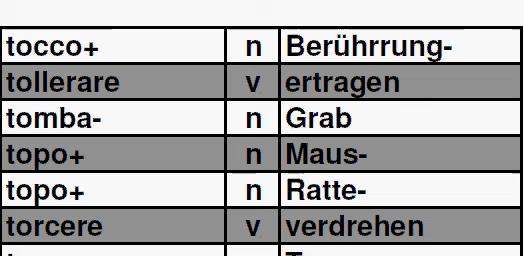 tocco+ n Berührrung-
tollerare v ertragen
tomba- n Grab
topo+ n Maus-
topo+ n Ratte-
torcere v verdrehen